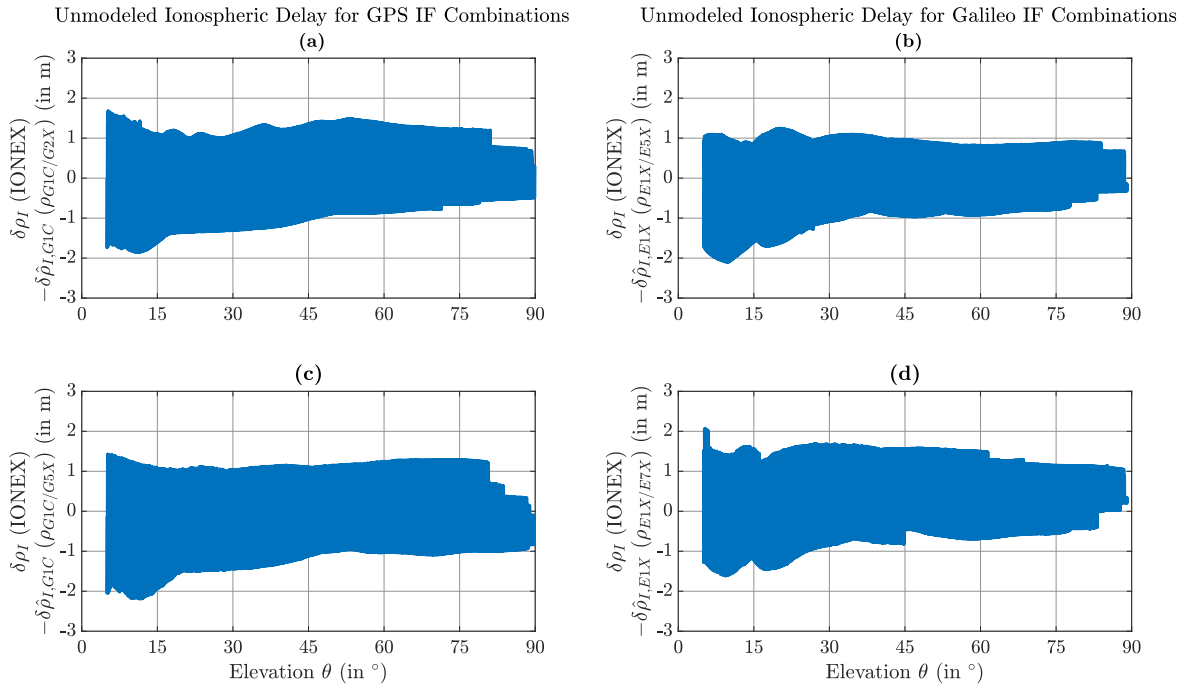 Unmodeled Ionospheric Delay for GPS IF Combinations
(a)
δρ_I (IONEX)
−δρ̂_{I,G1C} (ρ_{G1C/G2X}) (in m)
3
2
1
0
-1
-2
-3
0 15 30 45 60 75 90
Unmodeled Ionospheric Delay for Galileo IF Combinations
(b)
δρ_I (IONEX)
−δρ̂_{I,E1X} (ρ_{E1X/E5X}) (in m)
3
2
1
0
-1
-2
-3
0 15 30 45 60 75 90
(c)
δρ_I (IONEX)
−δρ̂_{I,G1C} (ρ_{G1C/G5X}) (in m)
3
2
1
0
-1
-2
-3
0 15 30 45 60 75 90
Elevation θ (in °)
(d)
δρ_I (IONEX)
−δρ̂_{I,E1X} (ρ_{E1X/E7X}) (in m)
3
2
1
0
-1
-2
-3
0 15 30 45 60 75 90
Elevation θ (in °)